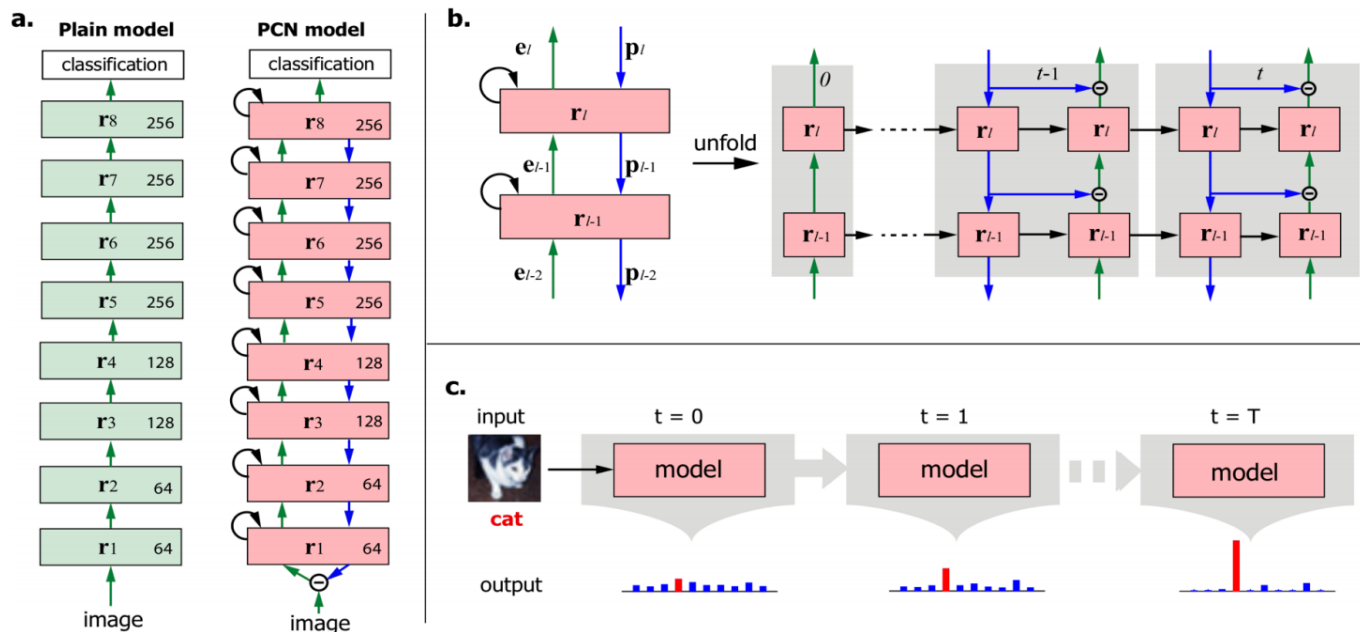 a.
Plain model
classification
r8 256
r7 256
r6 256
r5 256
r4 128
r3 128
r2 64
r1 64
image
PCN model
classification
r8 256
r7 256
r6 256
r5 256
r4 128
r3 128
r2 64
r1 64
image
b.
el pl
rl
el-1 pl-1
rl-1
el-2 pl-2
unfold
0 t-1 t
rl rl rl rl rl
rl-1 rl-1 rl-1 rl-1 rl-1
c.
input t = 0 t = 1 t = T
model model model
cat
output